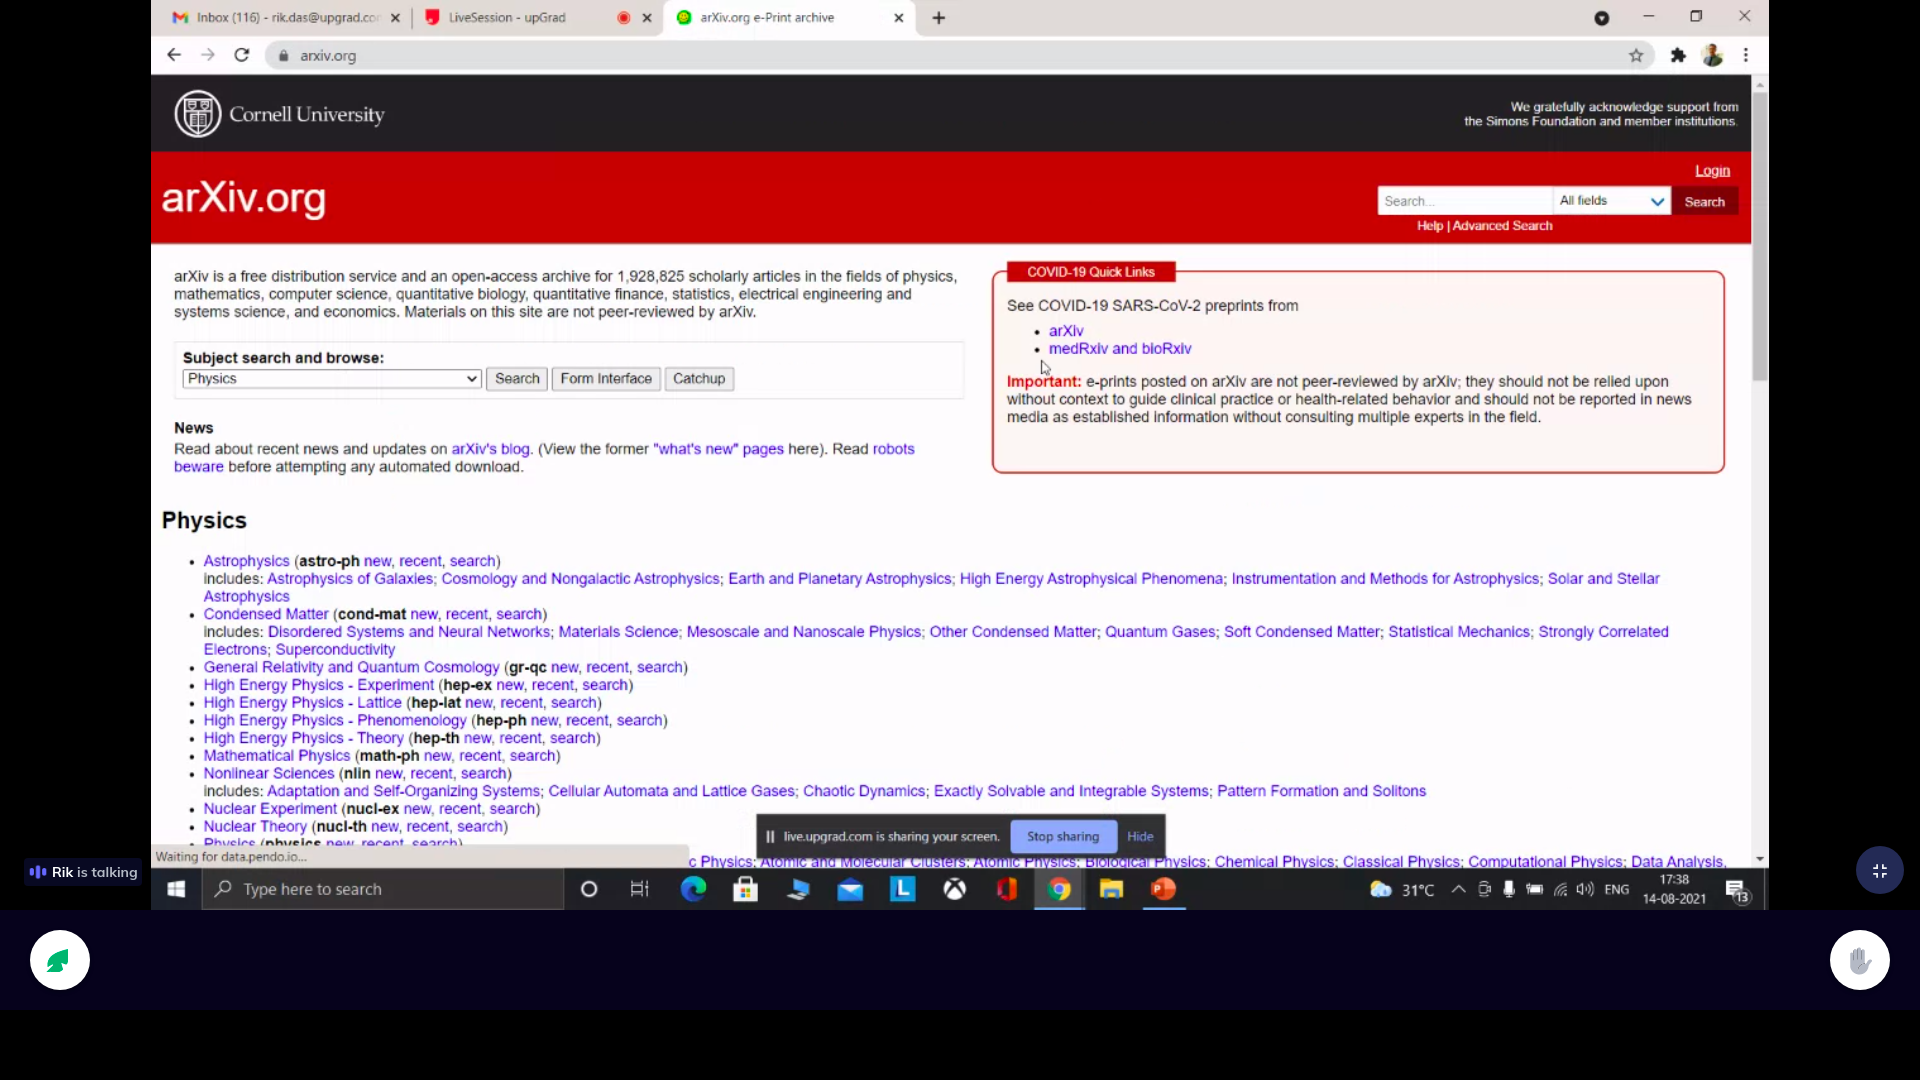 Inbox (116) - rik.das@upgrad.co
LiveSession - upGrad
arXiv.org e-Print archive
arxiv.org
Cornell University
We gratefully acknowledge support from
the Simons Foundation and member institutions.
Login
arXiv.org
Search...
All fields
Search
Help | Advanced Search
arXiv is a free distribution service and an open-access archive for 1,928,825 scholarly articles in the fields of physics,
mathematics, computer science, quantitative biology, quantitative finance, statistics, electrical engineering and
systems science, and economics. Materials on this site are not peer-reviewed by arXiv.
Subject search and browse:
Physics
Search
Form Interface
Catchup
News
Read about recent news and updates on arXiv's blog. (View the former "what's new" pages here). Read robots
beware before attempting any automated download.
COVID-19 Quick Links
See COVID-19 SARS-CoV-2 preprints from
• arXiv
• medRxiv and bioRxiv
Important: e-prints posted on arXiv are not peer-reviewed by arXiv; they should not be relied upon
without context to guide clinical practice or health-related behavior and should not be reported in news
media as established information without consulting multiple experts in the field.
Physics
• Astrophysics (astro-ph new, recent, search)
includes: Astrophysics of Galaxies; Cosmology and Nongalactic Astrophysics; Earth and Planetary Astrophysics; High Energy Astrophysical Phenomena; Instrumentation and Methods for Astrophysics; Solar and Stellar
Astrophysics
• Condensed Matter (cond-mat new, recent, search)
includes: Disordered Systems and Neural Networks; Materials Science; Mesoscale and Nanoscale Physics; Other Condensed Matter; Quantum Gases; Soft Condensed Matter; Statistical Mechanics; Strongly Correlated
Electrons; Superconductivity
• General Relativity and Quantum Cosmology (gr-qc new, recent, search)
• High Energy Physics - Experiment (hep-ex new, recent, search)
• High Energy Physics - Lattice (hep-lat new, recent, search)
• High Energy Physics - Phenomenology (hep-ph new, recent, search)
• High Energy Physics - Theory (hep-th new, recent, search)
• Mathematical Physics (math-ph new, recent, search)
• Nonlinear Sciences (nlin new, recent, search)
includes: Adaptation and Self-Organizing Systems; Cellular Automata and Lattice Gases; Chaotic Dynamics; Exactly Solvable and Integrable Systems; Pattern Formation and Solitons
• Nuclear Experiment (nucl-ex new, recent, search)
• Nuclear Theory (nucl-th new, recent, search)
• Physics (physics new, recent, search)
live.upgrad.com is sharing your screen.
Stop sharing
Hide
Waiting for data.pendo.io...
c Physics; Atomic and Molecular Clusters; Atomic Physics; Biological Physics; Chemical Physics; Classical Physics; Computational Physics; Data Analysis,
Rik is talking
Type here to search
31°C
ENG
17:38
14-08-2021
13